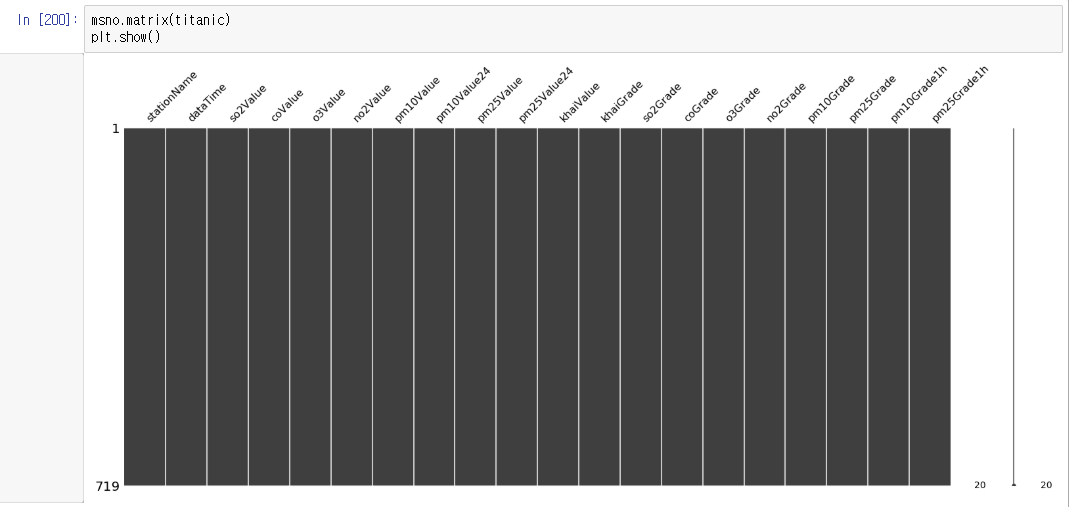 In [200]:
msno.matrix(titanic)
plt.show()
stationName
dataTime
so2Value
coValue
o3Value
no2Value
pm10Value
pm10Value24
pm25Value
pm25Value24
khaiValue
khaiGrade
so2Grade
coGrade
o3Grade
no2Grade
pm10Grade
pm25Grade
pm10Grade1h
pm25Grade1h
1
719
20
20